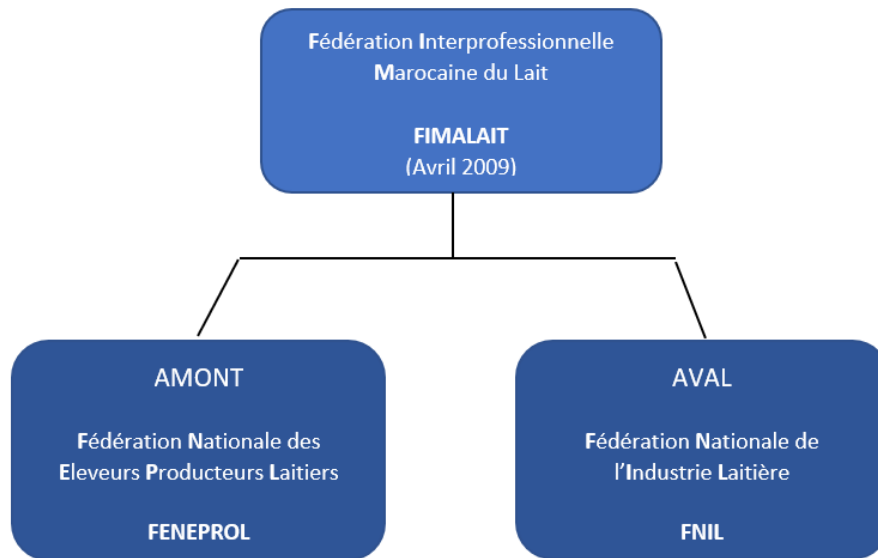 Fédération Interprofessionnelle
Marocaine du Lait
FIMALAIT
(Avril 2009)
AMONT
Fédération Nationale des
Eleveurs Producteurs Laitiers
FENEPROL
AVAL
Fédération Nationale de
l'Industrie Laitière
FNIL